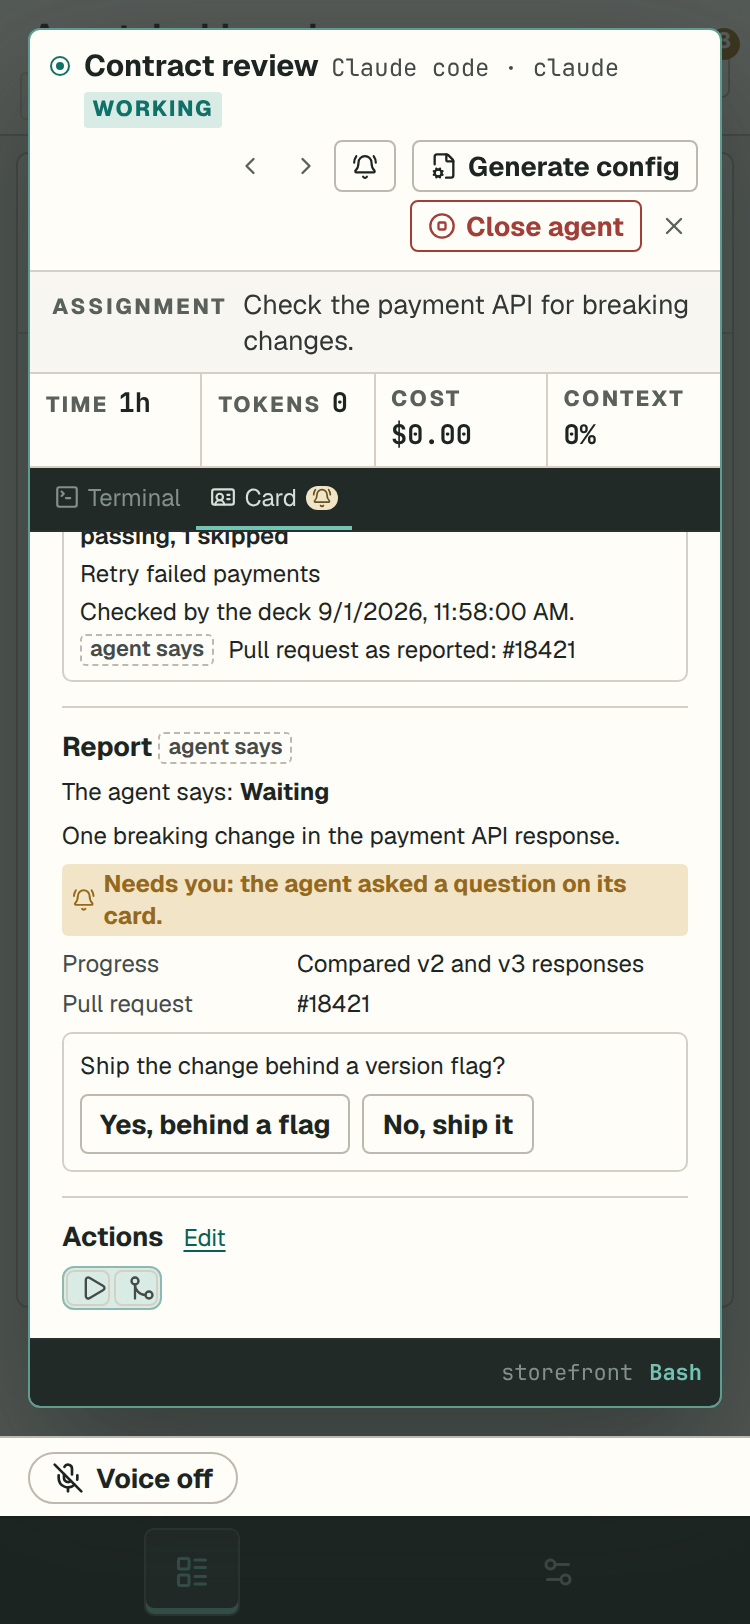 Contract review Claude code · claude
WORKING
Generate config
Close agent
ASSIGNMENT Check the payment API for breaking
changes.
TIME 1h TOKENS 0 COST $0.00 CONTEXT 0%
Terminal Card
passing, 1 skipped
Retry failed payments
Checked by the deck 9/1/2026, 11:58:00 AM.
agent says Pull request as reported: #18421
Report agent says
The agent says: Waiting
One breaking change in the payment API response.
Needs you: the agent asked a question on its
card.
Progress Compared v2 and v3 responses
Pull request #18421
Ship the change behind a version flag?
Yes, behind a flag No, ship it
Actions Edit
storefront Bash
Voice off